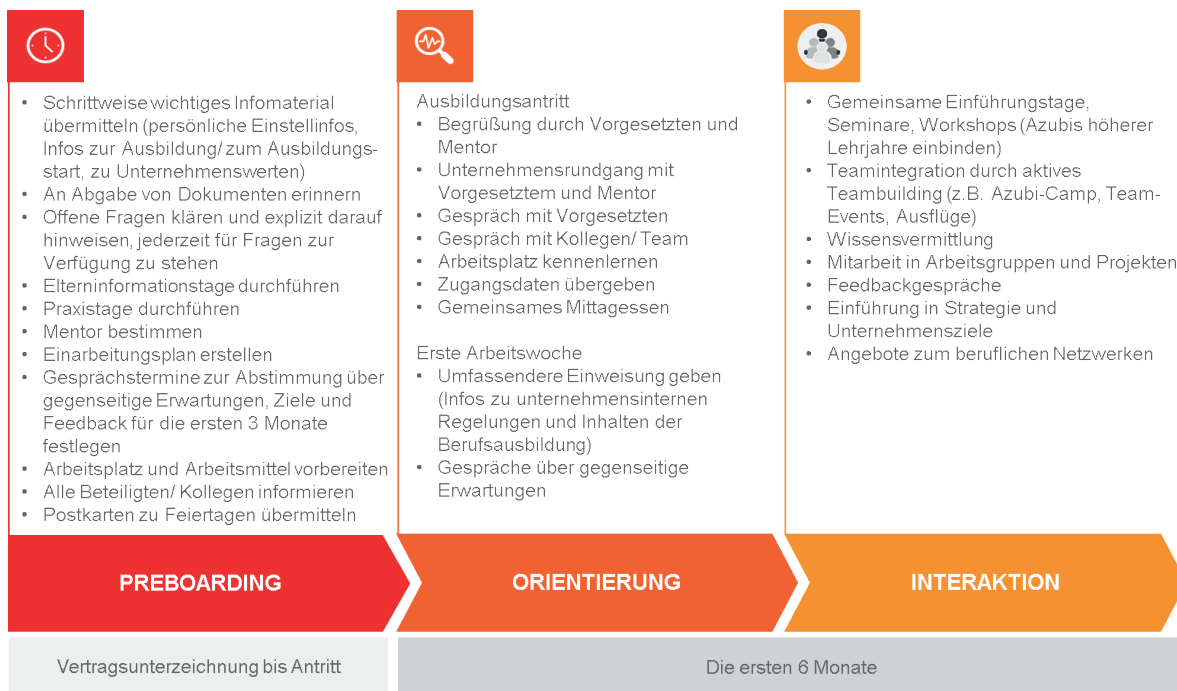 • Schrittweise wichtiges Infomaterial
übermitteln (persönliche Einstellinfos,
Infos zur Ausbildung/ zum Ausbildungs-
start, zu Unternehmenswerten)
• An Abgabe von Dokumenten erinnern
• Offene Fragen klären und explizit darauf
hinweisen, jederzeit für Fragen zur
Verfügung zu stehen
• Elterninformationstage durchführen
• Praxistage durchführen
• Mentor bestimmen
• Einarbeitungsplan erstellen
• Gesprächstermine zur Abstimmung über
gegenseitige Erwartungen, Ziele und
Feedback für die ersten 3 Monate
festlegen
• Arbeitsplatz und Arbeitsmittel vorbereiten
• Alle Beteiligten/ Kollegen informieren
• Postkarten zu Feiertagen übermitteln
PREBOARDING
Vertragsunterzeichnung bis Antritt
Ausbildungsantritt
• Begrüßung durch Vorgesetzten und
Mentor
• Unternehmensrundgang mit
Vorgesetztem und Mentor
• Gespräch mit Vorgesetzten
• Gespräch mit Kollegen/ Team
• Arbeitsplatz kennenlernen
• Zugangsdaten übergeben
• Gemeinsames Mittagessen
Erste Arbeitswoche
• Umfassendere Einweisung geben
(Infos zu unternehmensinternen
Regelungen und Inhalten der
Berufsausbildung)
• Gespräche über gegenseitige
Erwartungen
ORIENTIERUNG
• Gemeinsame Einführungstage,
Seminare, Workshops (Azubis höherer
Lehrjahre einbinden)
• Teamintegration durch aktives
Teambuilding (z.B. Azubi-Camp, Team-
Events, Ausflüge)
• Wissensvermittlung
• Mitarbeit in Arbeitsgruppen und Projekten
• Feedbackgespräche
• Einführung in Strategie und
Unternehmensziele
• Angebote zum beruflichen Netzwerken
INTERAKTION
Die ersten 6 Monate